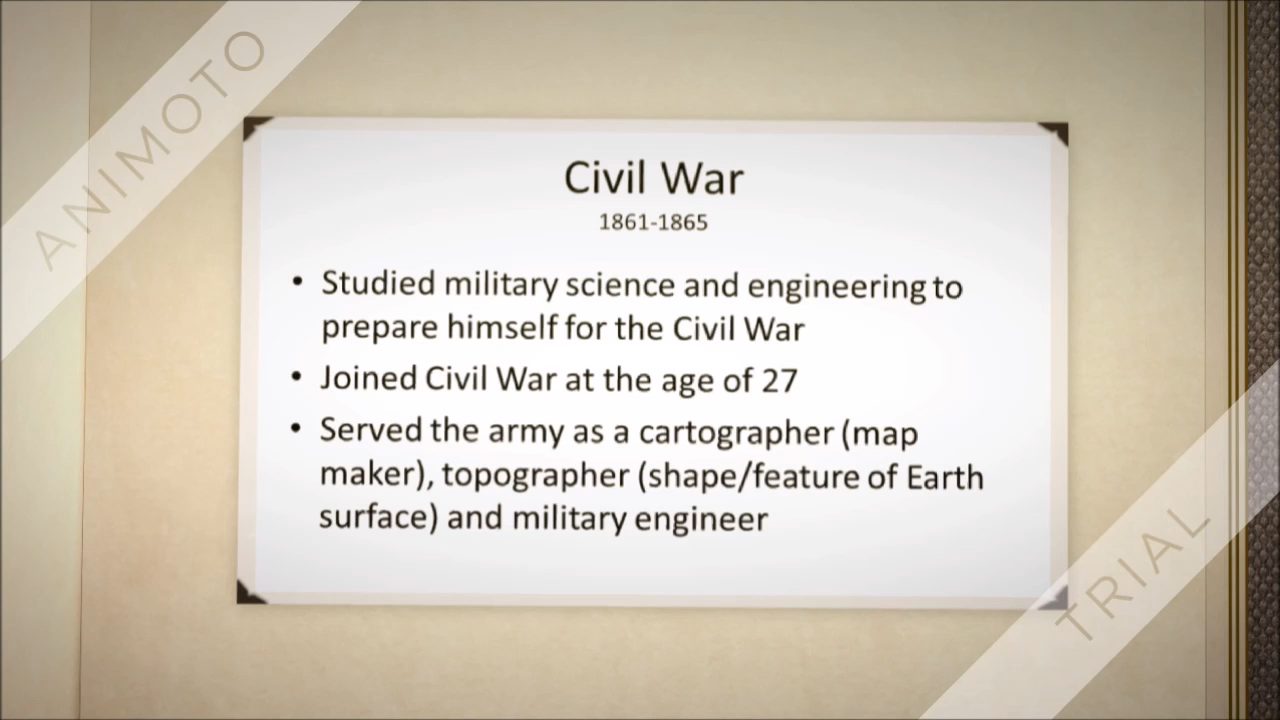 ANIMOTO
Civil War
1861-1865
• Studied military science and engineering to
prepare himself for the Civil War
• Joined Civil War at the age of 27
• Served the army as a cartographer (map
maker), topographer (shape/feature of Earth
surface) and military engineer
TRIAL